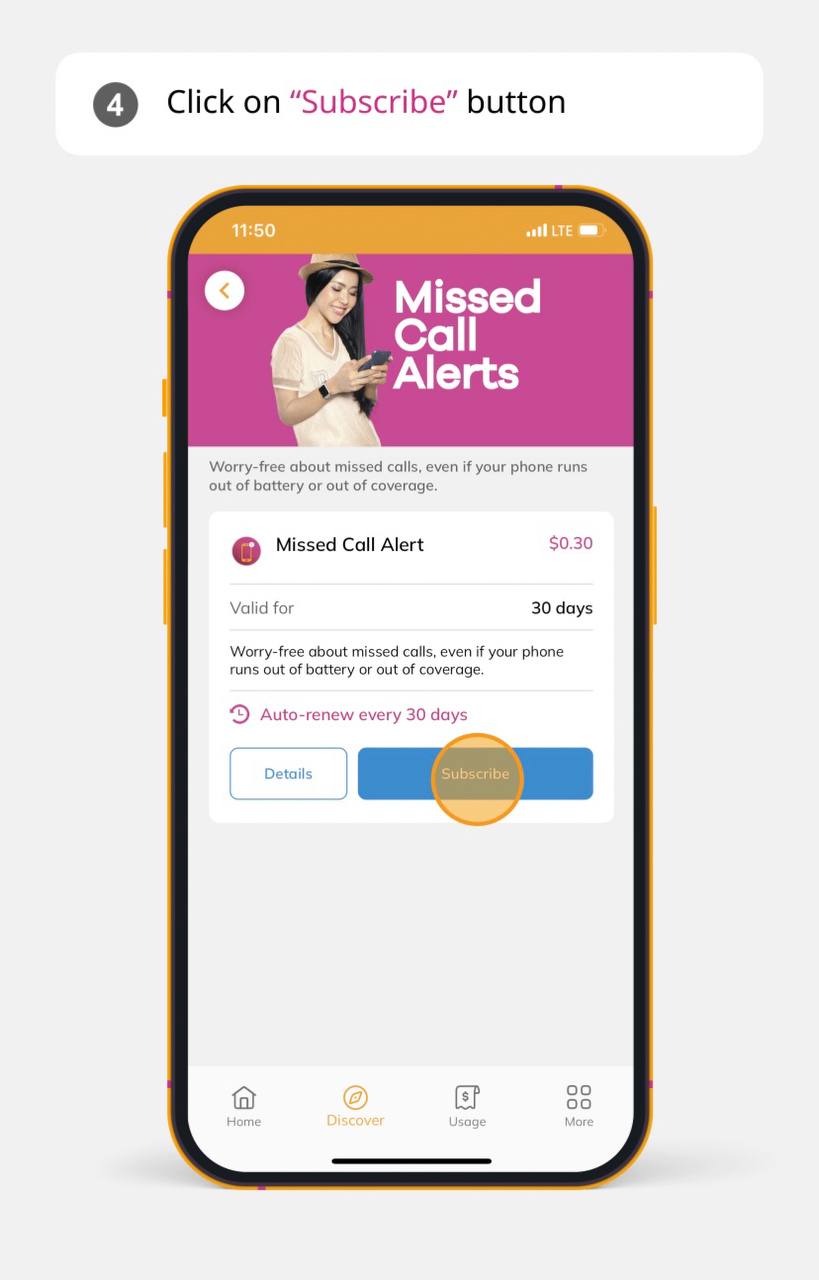 4 Click on “Subscribe” button
11:50 LTE
Missed
Call
Alerts
Worry-free about missed calls, even if your phone runs
out of battery or out of coverage.
Missed Call Alert $0.30
Valid for 30 days
Worry-free about missed calls, even if your phone
runs out of battery or out of coverage.
Auto-renew every 30 days
Details Subscribe
Home Discover Usage More